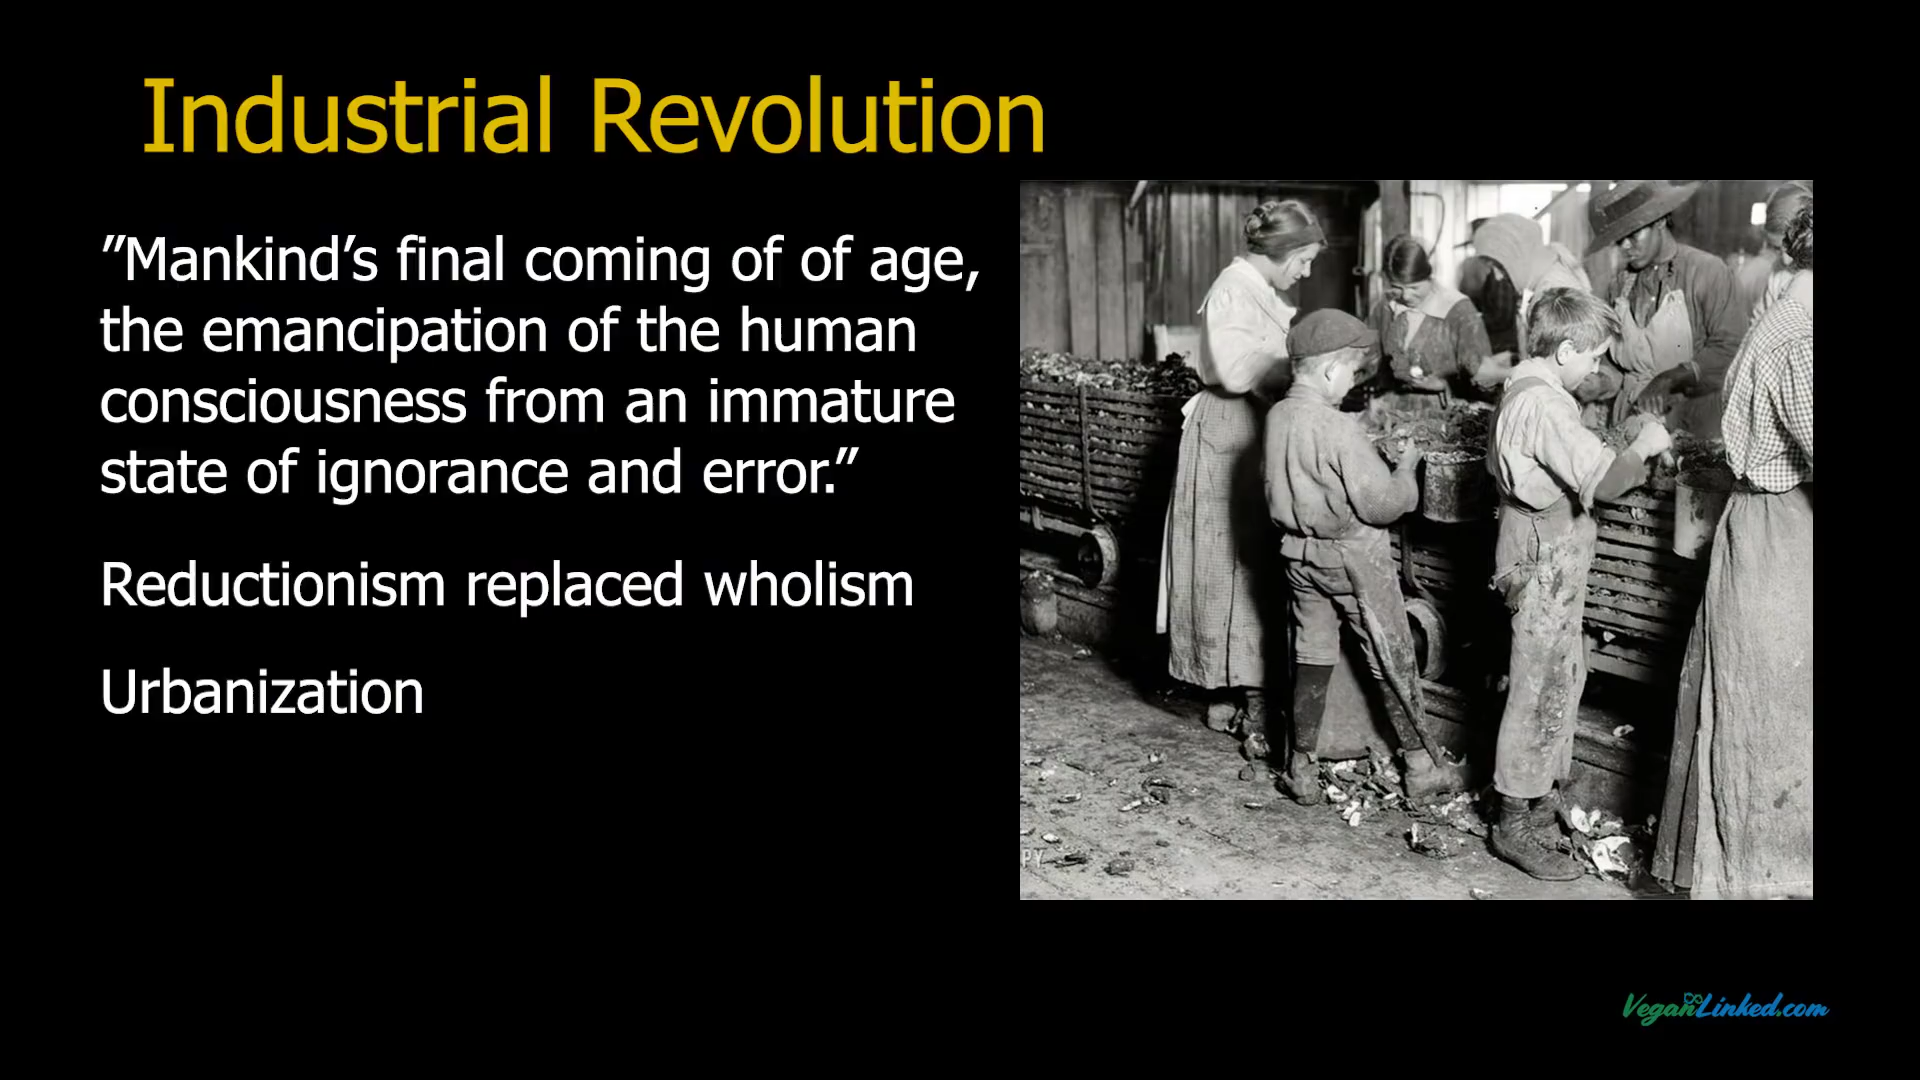 Industrial Revolution
”Mankind’s final coming of of age,
the emancipation of the human
consciousness from an immature
state of ignorance and error.”
Reductionism replaced wholism
Urbanization
PY
VeganLinked.com